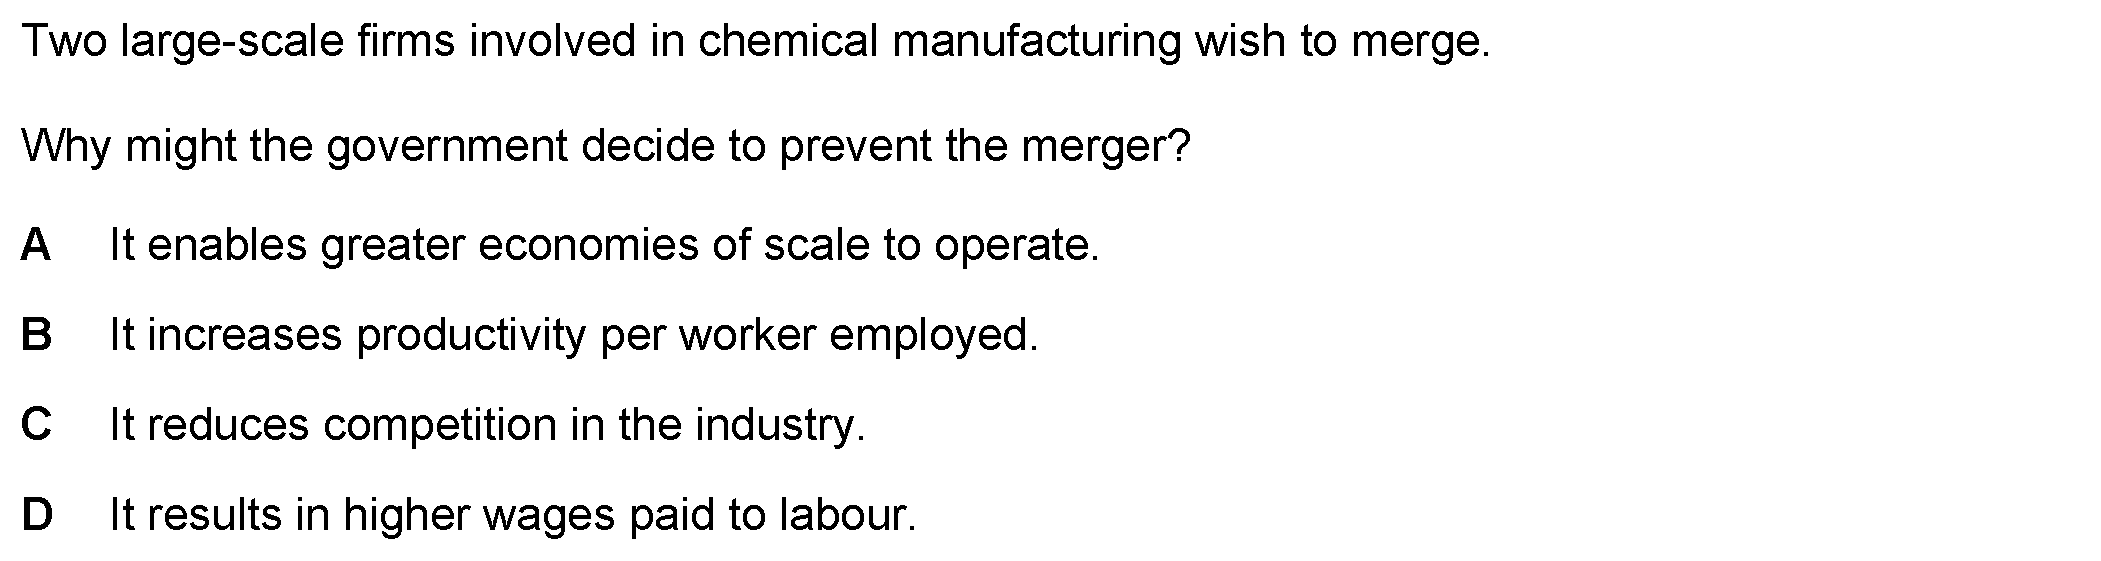 Two large-scale firms involved in chemical manufacturing wish to merge.
Why might the government decide to prevent the merger?
A It enables greater economies of scale to operate.
B It increases productivity per worker employed.
C It reduces competition in the industry.
D It results in higher wages paid to labour.